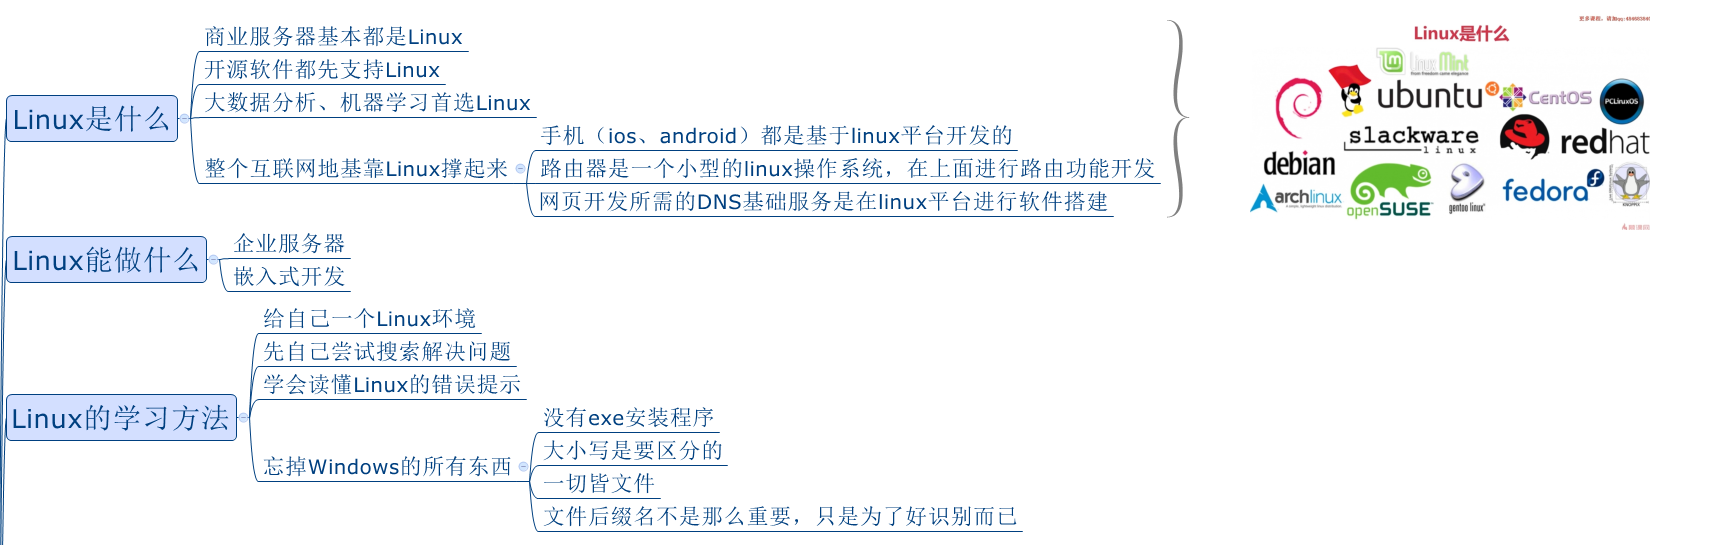 Linux是什么
商业服务器基本都是Linux
开源软件都先支持Linux
大数据分析、机器学习首选Linux
整个互联网地基靠Linux撑起来
手机（ios、android）都是基于linux平台开发的
路由器是一个小型的linux操作系统，在上面进行路由功能开发
网页开发所需的DNS基础服务是在linux平台进行软件搭建
Linux是什么
Linux Mint
from freedom came elegance
ubuntu
CentOS
PCLinuxOS
slackware
linux
redhat
debian
archlinux
openSUSE
gentoo linux
fedora
KNOPPIX
Linux能做什么
企业服务器
嵌入式开发
Linux的学习方法
给自己一个Linux环境
先自己尝试搜索解决问题
学会读懂Linux的错误提示
忘掉Windows的所有东西
没有exe安装程序
大小写是要区分的
一切皆文件
文件后缀名不是那么重要，只是为了好识别而已